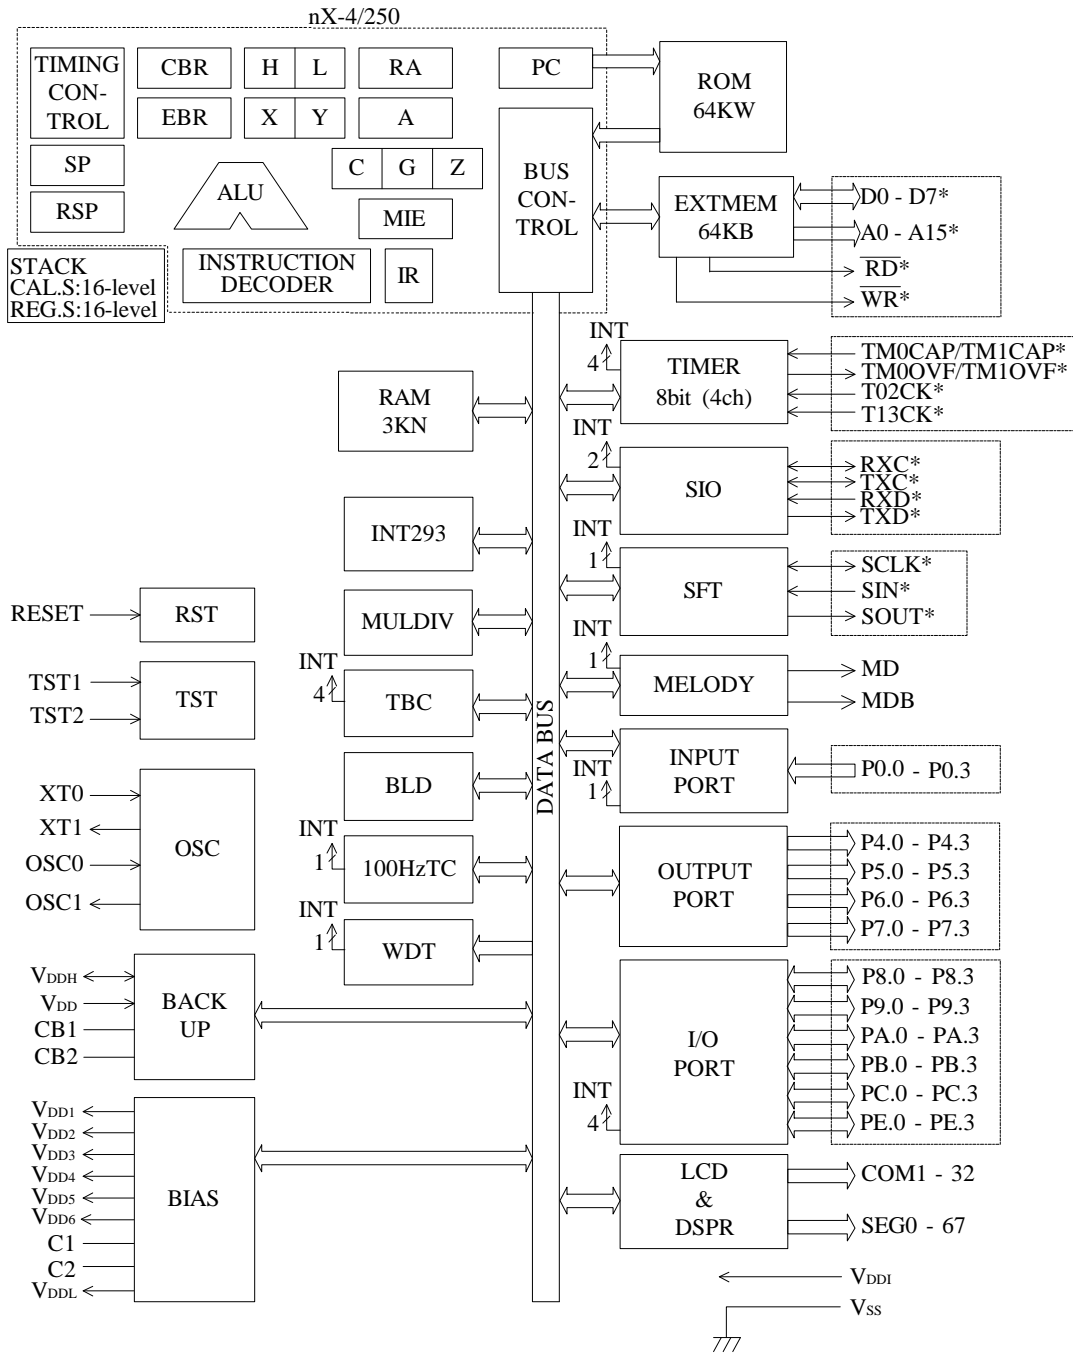 nX-4/250
TIMING
CON-
TROL
CBR
H
L
RA
PC
ROM
64KW
EBR
X
Y
A
SP
C
G
Z
BUS
CON-
TROL
ALU
RSP
MIE
EXTMEM
64KB
D0 - D7*
A0 - A15*
RD*
WR*
STACK
CAL.S:16-level
REG.S:16-level
INSTRUCTION
DECODER
IR
INT
4
TIMER
8bit (4ch)
TM0CAP/TM1CAP*
TM0OVF/TM1OVF*
T02CK*
T13CK*
RAM
3KN
INT
2
SIO
RXC*
TXC*
RXD*
TXD*
INT293
INT
1
SFT
SCLK*
SIN*
SOUT*
RESET
RST
MULDIV
INT
1
MELODY
MD
MDB
TST1
TST2
TST
INT
4
TBC
DATA BUS
INPUT
PORT
INT
1
P0.0 - P0.3
BLD
XT0
XT1
OSC0
OSC1
OSC
INT
1
100HzTC
OUTPUT
PORT
P4.0 - P4.3
P5.0 - P5.3
P6.0 - P6.3
P7.0 - P7.3
INT
1
WDT
VDDH
VDD
CB1
CB2
BACK
UP
I/O
PORT
INT
4
P8.0 - P8.3
P9.0 - P9.3
PA.0 - PA.3
PB.0 - PB.3
PC.0 - PC.3
PE.0 - PE.3
VDD1
VDD2
VDD3
VDD4
VDD5
VDD6
C1
C2
VDDL
BIAS
LCD
&
DSPR
COM1 - 32
SEG0 - 67
VDDI
VSS